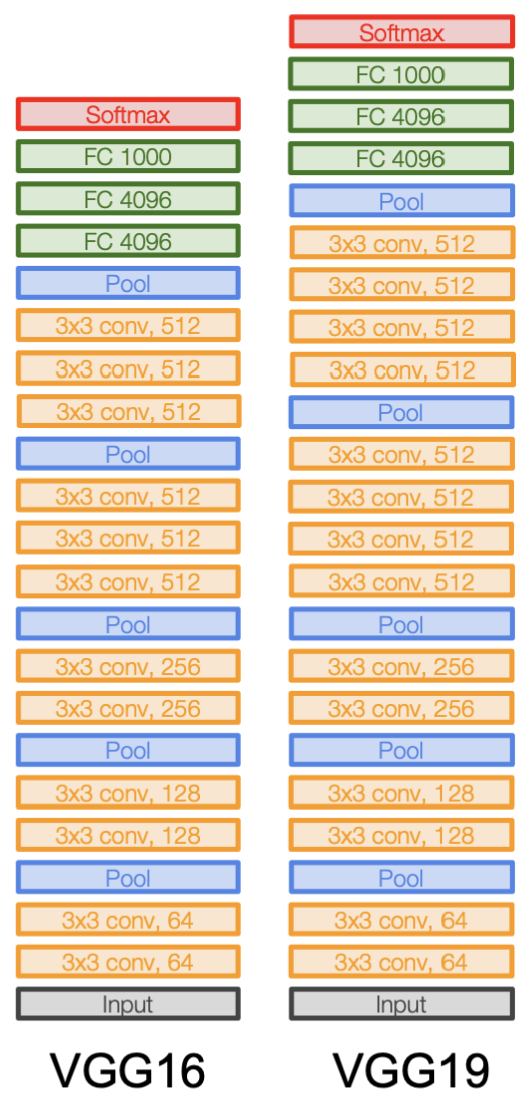 Softmax
FC 1000
FC 4096
FC 4096
Pool
3x3 conv, 512
3x3 conv, 512
3x3 conv, 512
Pool
3x3 conv, 512
3x3 conv, 512
3x3 conv, 512
Pool
3x3 conv, 256
3x3 conv, 256
Pool
3x3 conv, 128
3x3 conv, 128
Pool
3x3 conv, 64
3x3 conv, 64
Input
VGG16
Softmax
FC 1000
FC 4096
FC 4096
Pool
3x3 conv, 512
3x3 conv, 512
3x3 conv, 512
3x3 conv, 512
Pool
3x3 conv, 512
3x3 conv, 512
3x3 conv, 512
3x3 conv, 512
Pool
3x3 conv, 256
3x3 conv, 256
Pool
3x3 conv, 128
3x3 conv, 128
Pool
3x3 conv, 64
3x3 conv, 64
Input
VGG19